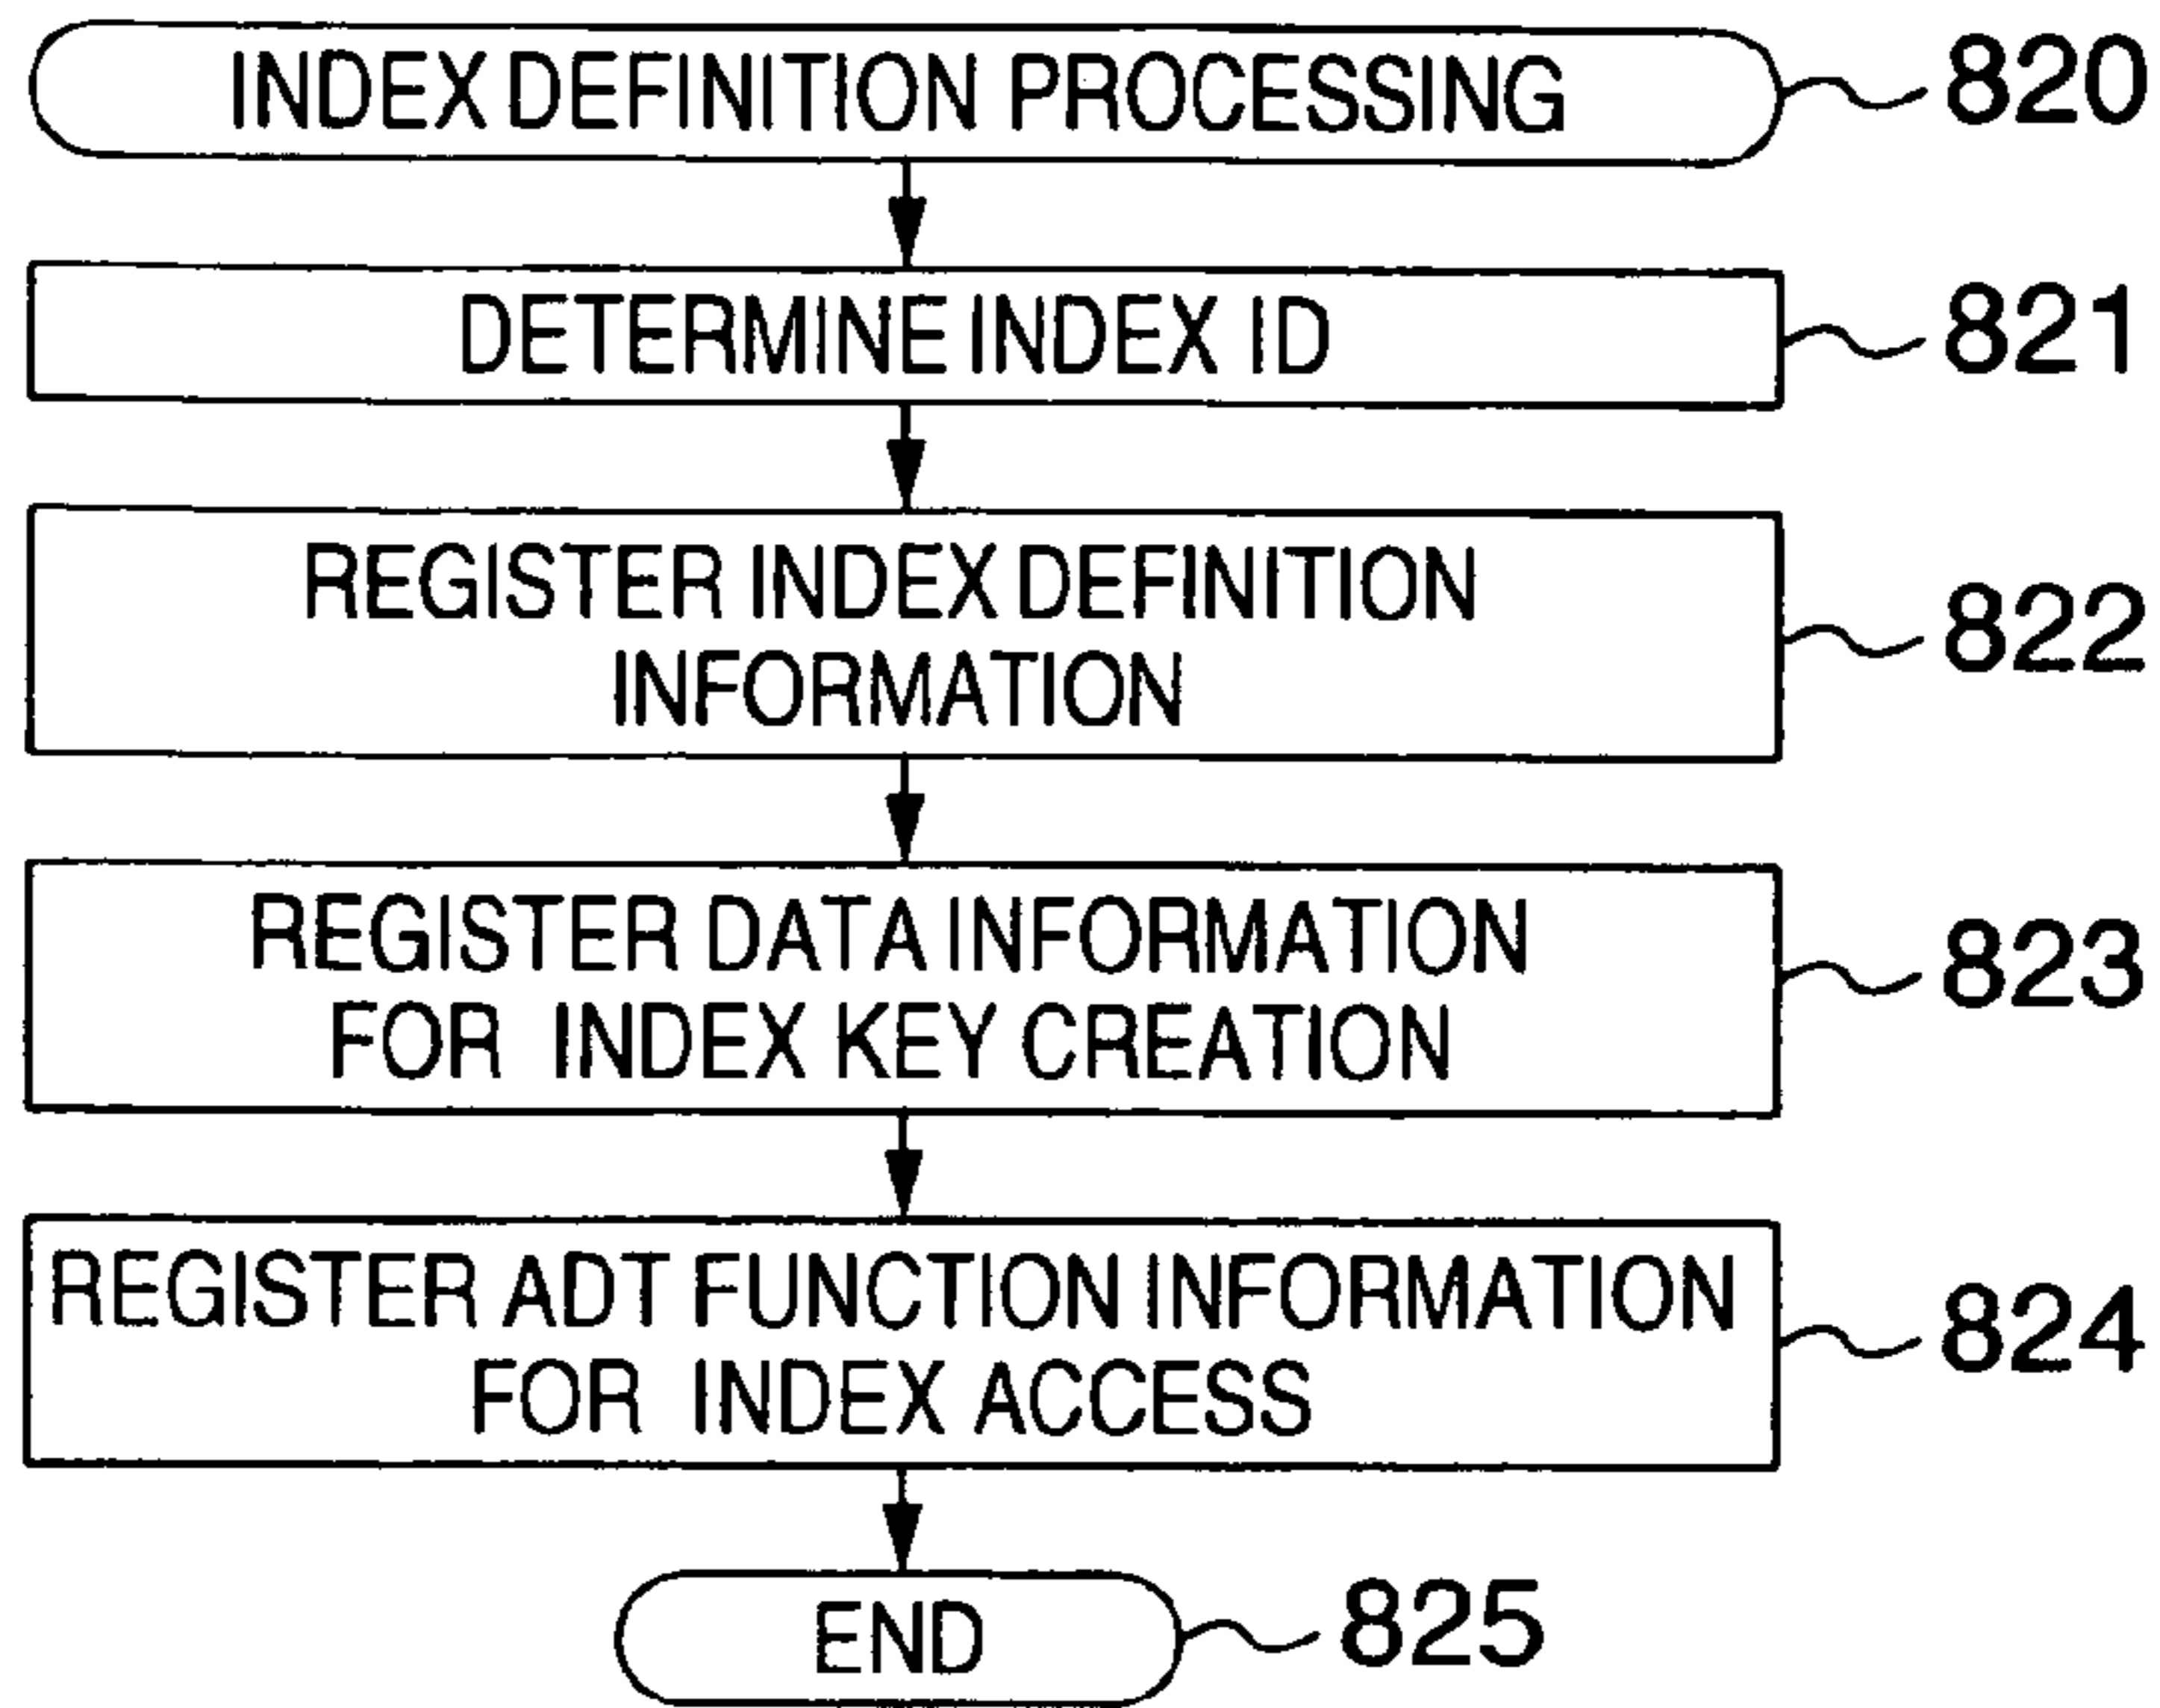 INDEX DEFINITION PROCESSING 820
DETERMINE INDEX ID 821
REGISTER INDEX DEFINITION
INFORMATION
822
REGISTER DATA INFORMATION
FOR INDEX KEY CREATION
823
REGISTER ADT FUNCTION INFORMATION
FOR INDEX ACCESS
824
END 825